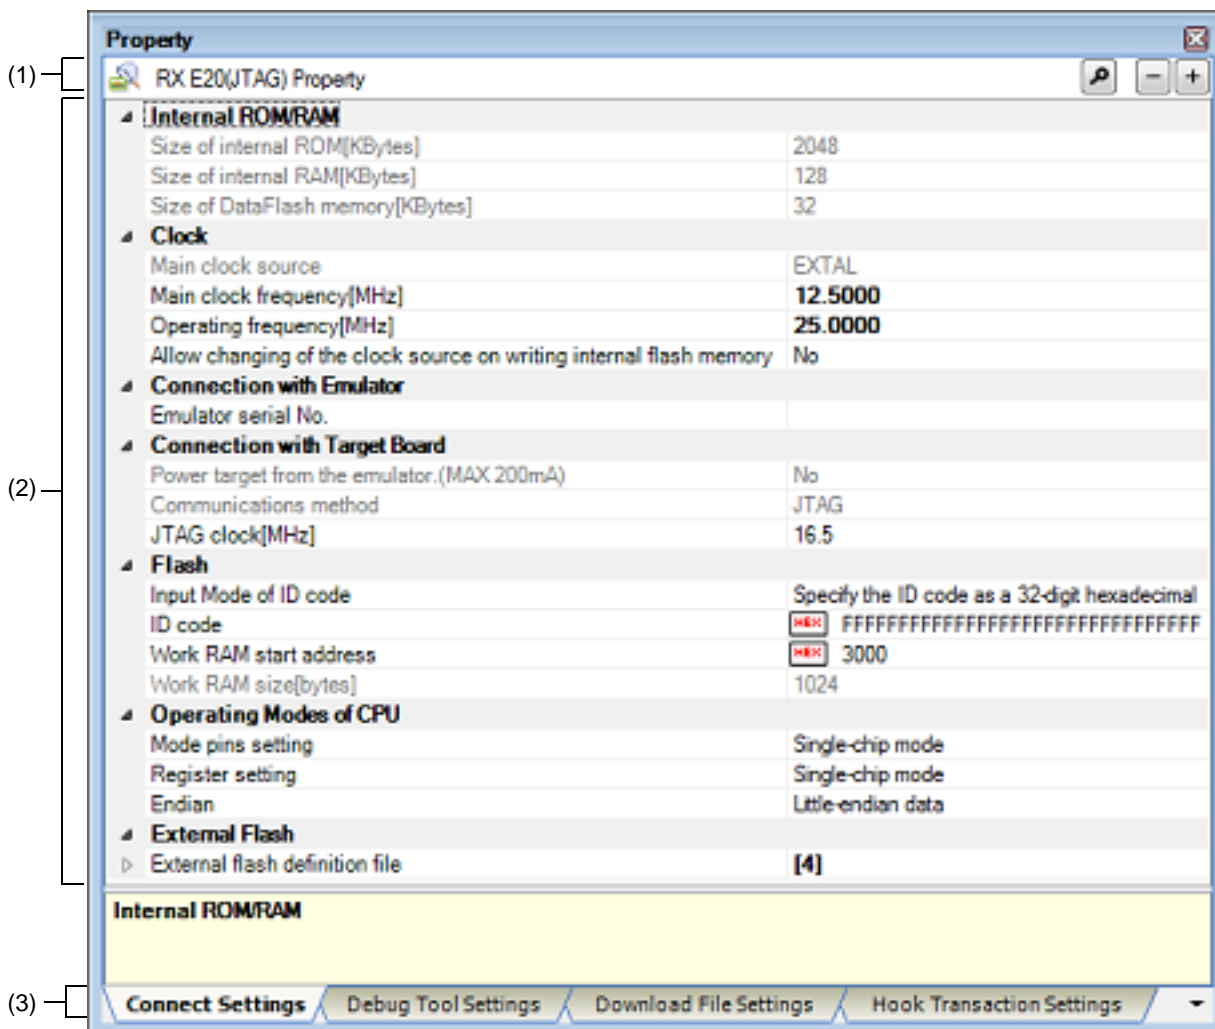 Property
(1) RX E20(JTAG) Property
Internal ROM/RAM
Size of internal ROM[KBytes] 2048
Size of internal RAM[KBytes] 128
Size of DataFlash memory[KBytes] 32
Clock
Main clock source EXTAL
Main clock frequency[MHz] 12.5000
Operating frequency[MHz] 25.0000
Allow changing of the clock source on writing internal flash memory No
Connection with Emulator
Emulator serial No.
Connection with Target Board
Power target from the emulator.(MAX 200mA) No
(2)
Communications method JTAG
JTAG clock[MHz] 16.5
Flash
Input Mode of ID code Specify the ID code as a 32-digit hexadecimal
ID code HEX FFFFFFFFFFFFFFFFFFFFFFFFFFFFFFFF
Work RAM start address HEX 3000
Work RAM size[bytes] 1024
Operating Modes of CPU
Mode pins setting Single-chip mode
Register setting Single-chip mode
Endian Little-endian data
External Flash
External flash definition file [4]
Internal ROM/RAM
(3) Connect Settings Debug Tool Settings Download File Settings Hook Transaction Settings